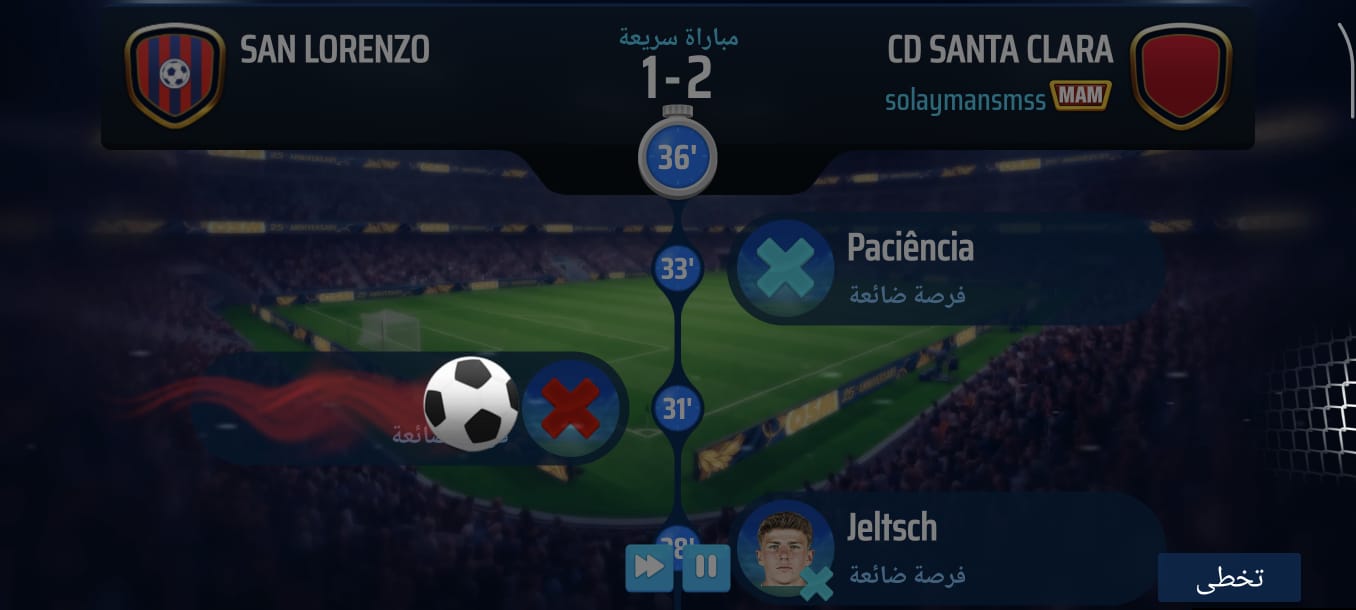 SAN LORENZO
مباراة سريعة
1-2
CD SANTA CLARA
solaymansmss MAM
36'
33'
Paciência
فرصة ضائعة
31'
Jeltsch
فرصة ضائعة
تخطى